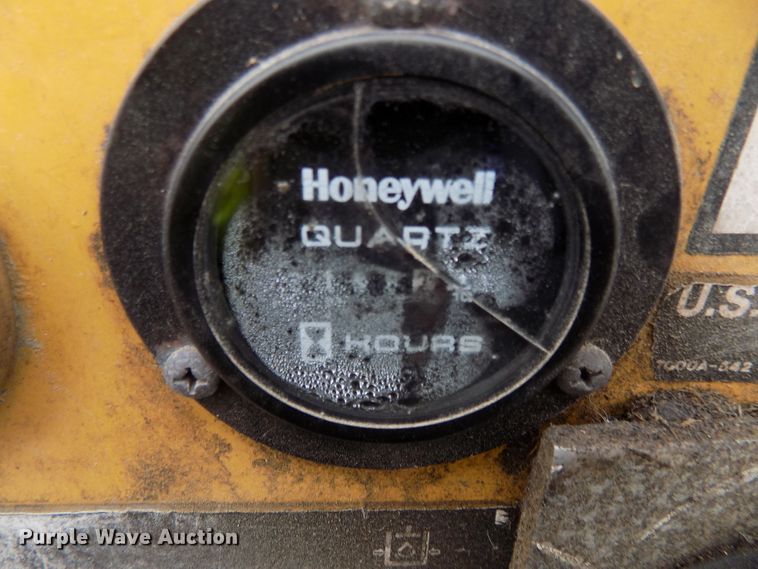 Honeywell
QUARTZ
HOURS
U.S.
E
Purple Wave Auction®